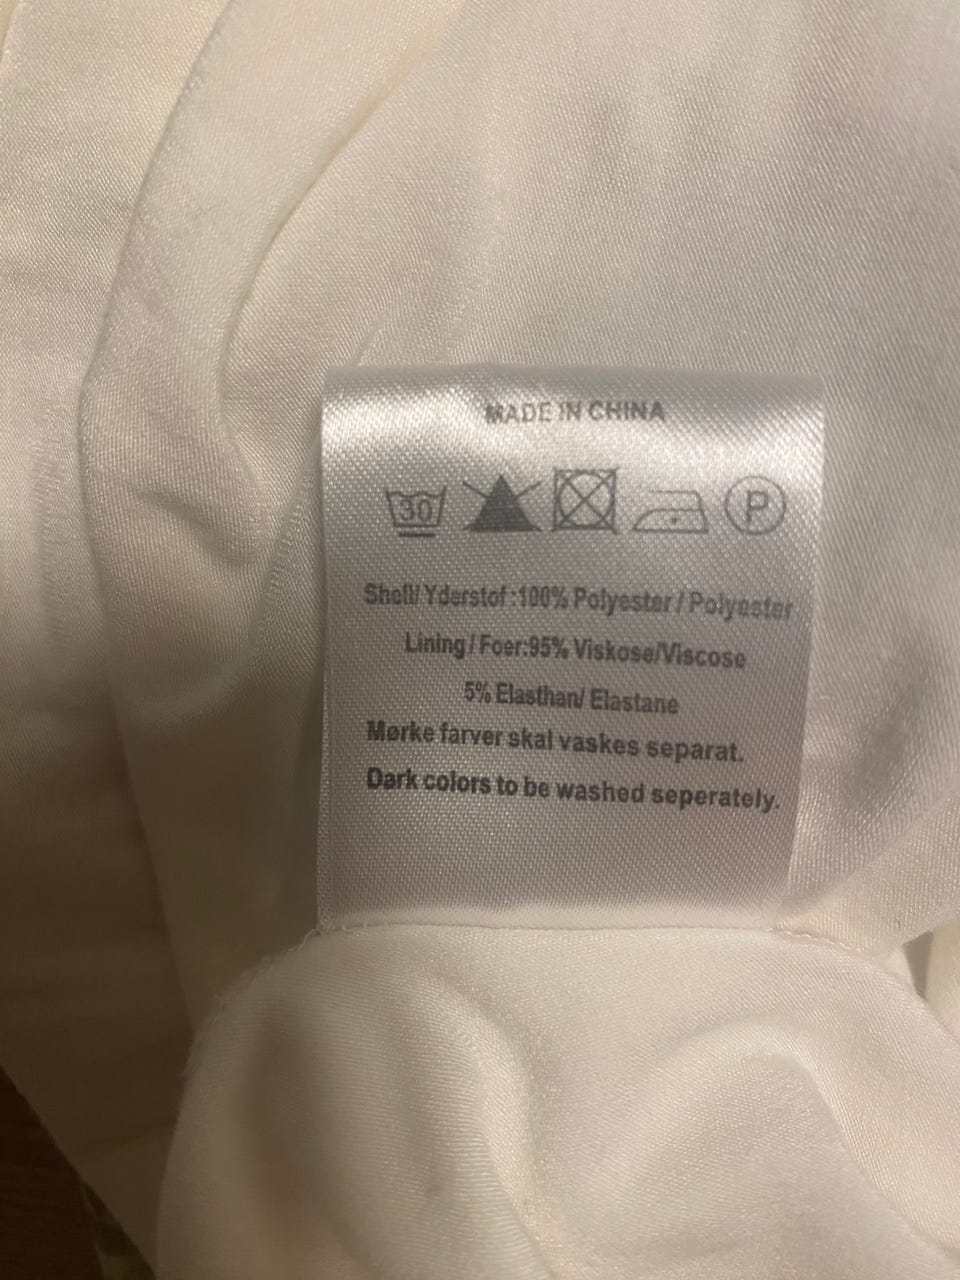 MADE IN CHINA
30 P
Shell/ Yderstof :100% Polyester / Polyester
Lining / Foer:95% Viskose/Viscose
5% Elasthan/ Elastane
Mørke farver skal vaskes separat.
Dark colors to be washed seperately.